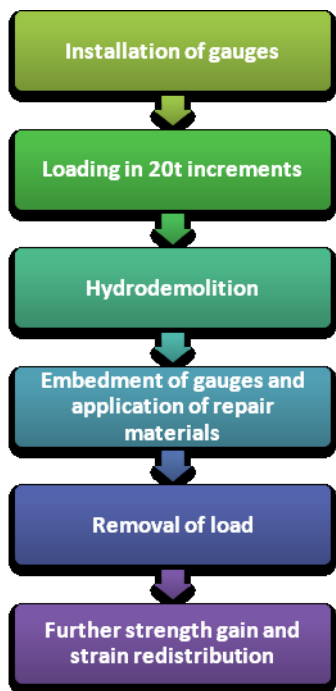 Installation of gauges
Loading in 20t increments
Hydrodemolition
Embedment of gauges and
application of repair
materials
Removal of load
Further strength gain and
strain redistribution